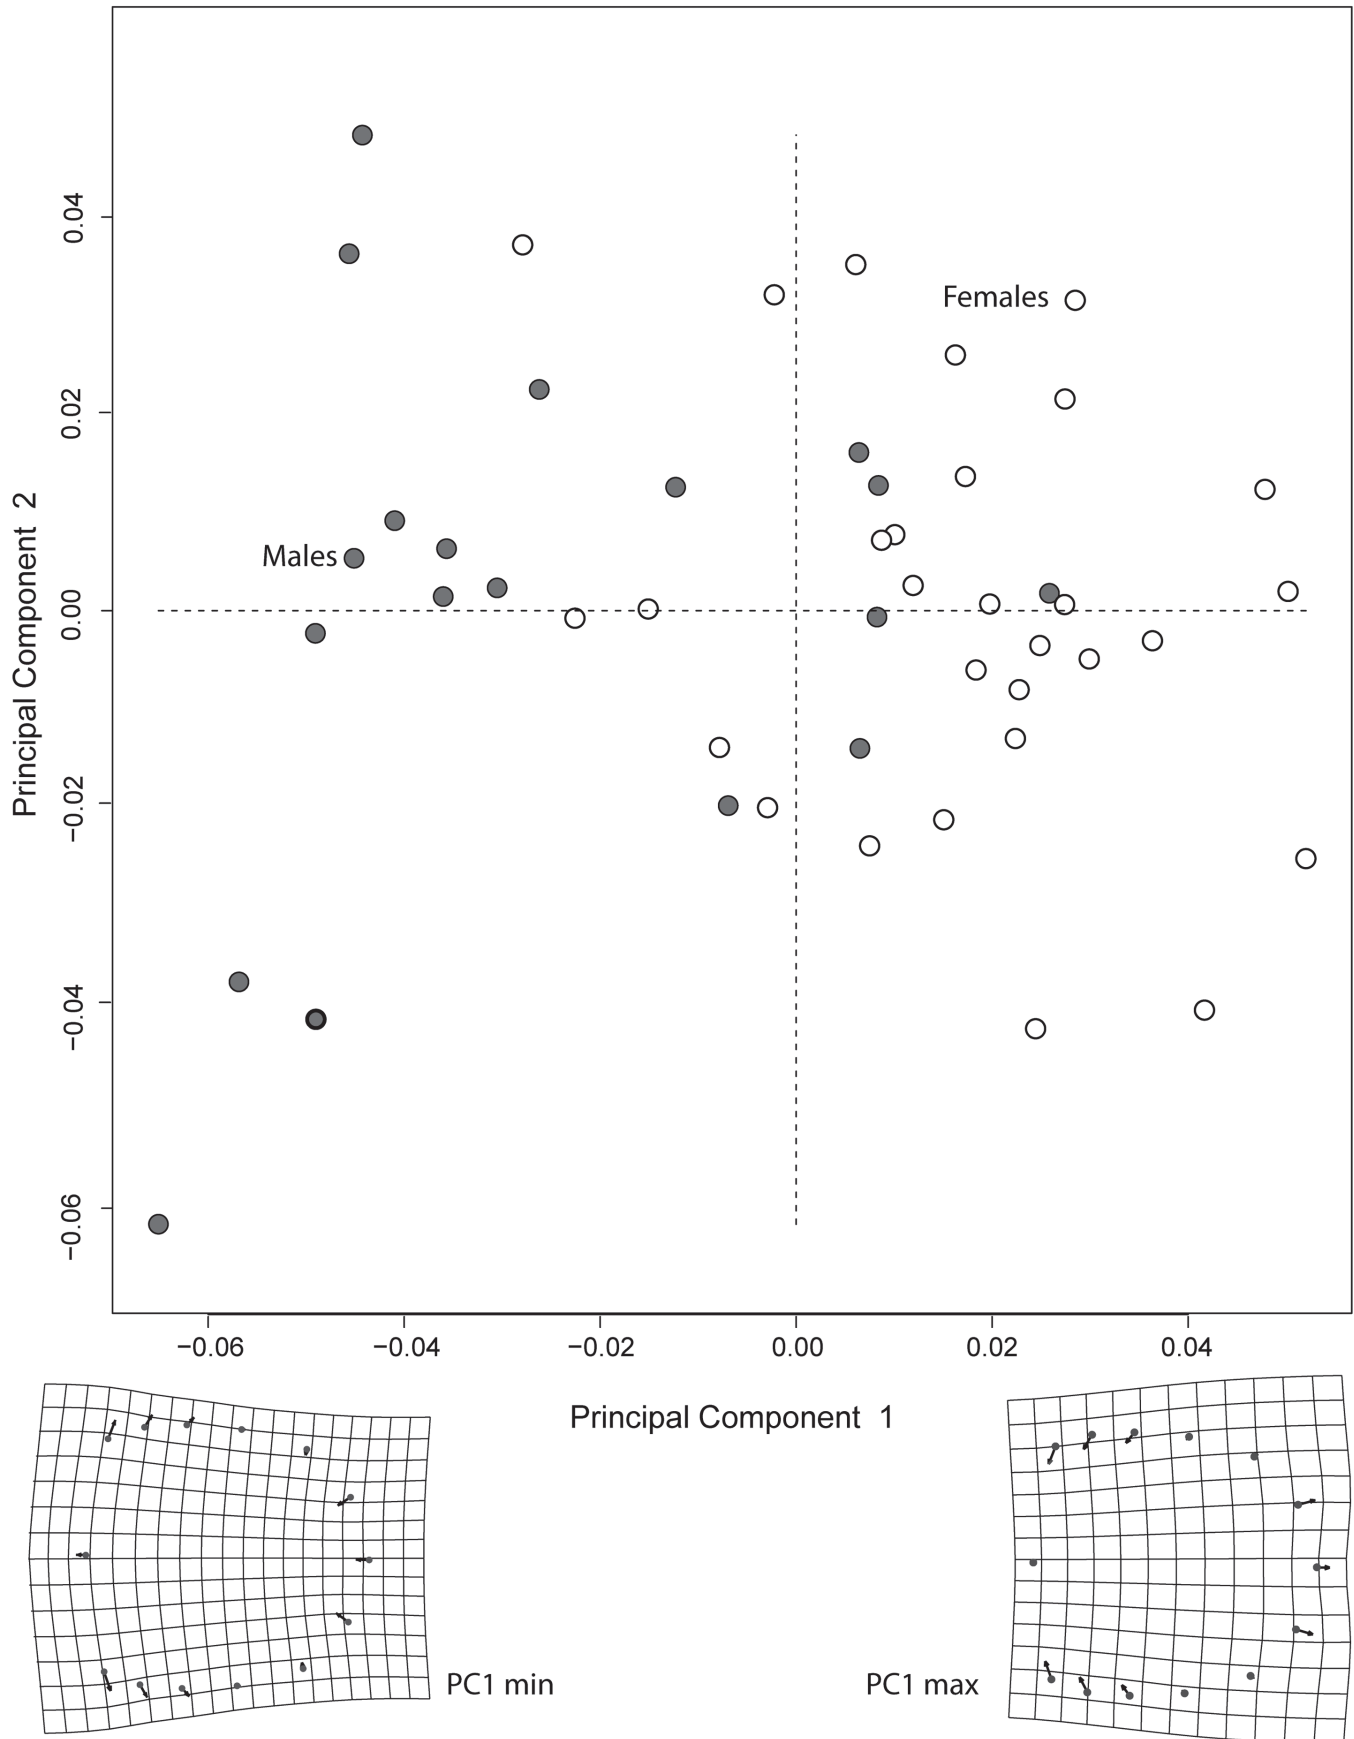 0.04
Females
0.02
Males
0.00
−0.02
−0.04
−0.06
Principal Component 2
−0.06 −0.04 −0.02 0.00 0.02 0.04
Principal Component 1
PC1 min
PC1 max